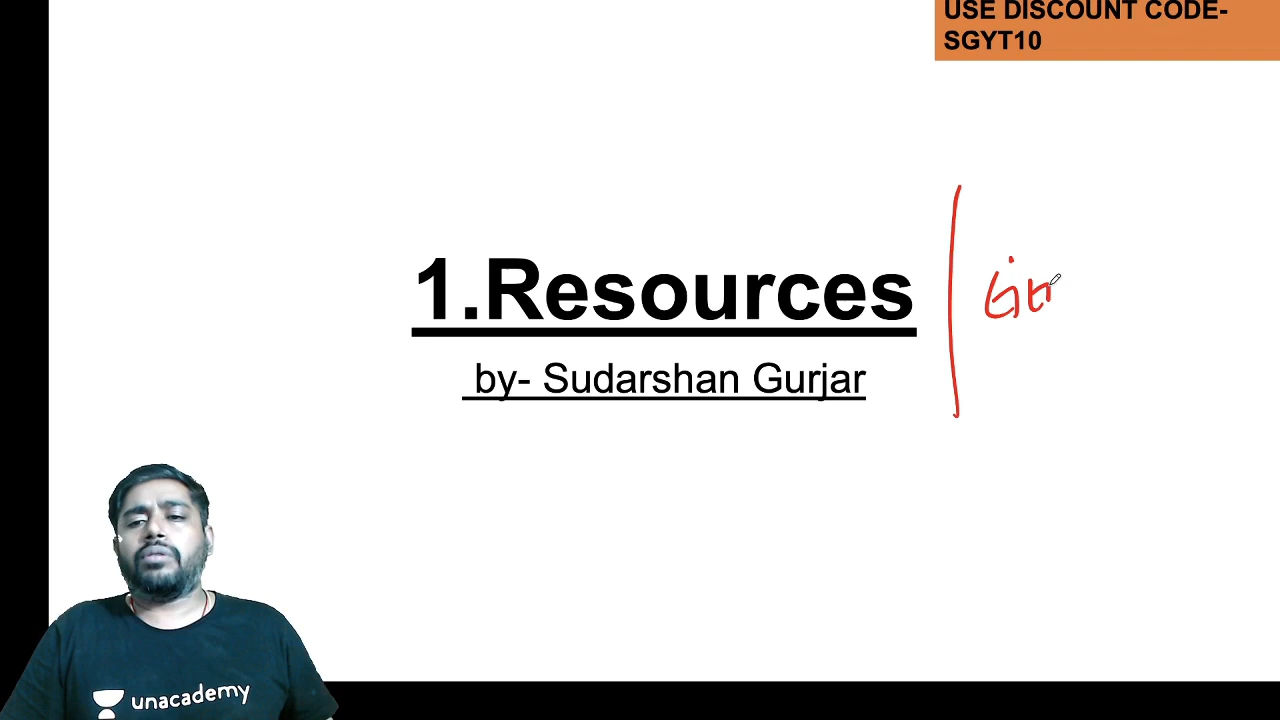 USE DISCOUNT CODE-
SGYT10
1.Resources
by- Sudarshan Gurjar
unacademy